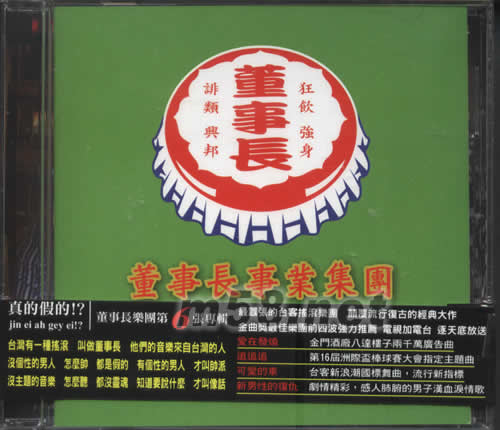 狂飲 強身
董事長
誹類 興邦
董事長事業集團
真的假的!?
jin ei ah gey ei!?
董事長樂團第6張專輯
台灣有一種搖滾 叫做董事長 他們的音樂來自台灣的人
沒個性的男人 怎麼帥 都是假的 有個性的男人 才叫帥派
沒主題的音樂 怎麼聽 都沒靈魂 知道要說什麼 才叫像話
最囂張的台客搖滾樂團 顛覆流行復古的經典大作
金曲獎最佳樂團前四波強力推薦 電視加電台 逐天底放送
愛在發燒 金門酒廠八達樓子兩千萬廣告曲
追追追 第16屆洲際盃棒球賽大會指定主題曲
可愛的車 台客新浪潮國標舞曲，流行新指標
新男性的復仇 劇情精彩，感人肺腑的男子漢血淚情歌